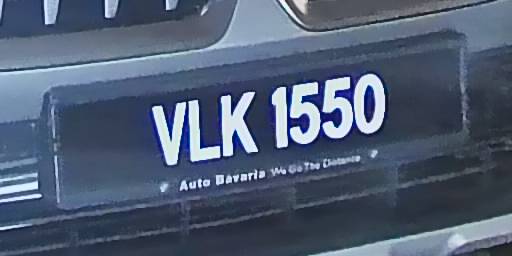 VLK 1550
Auto Bavaria We Go The Distance